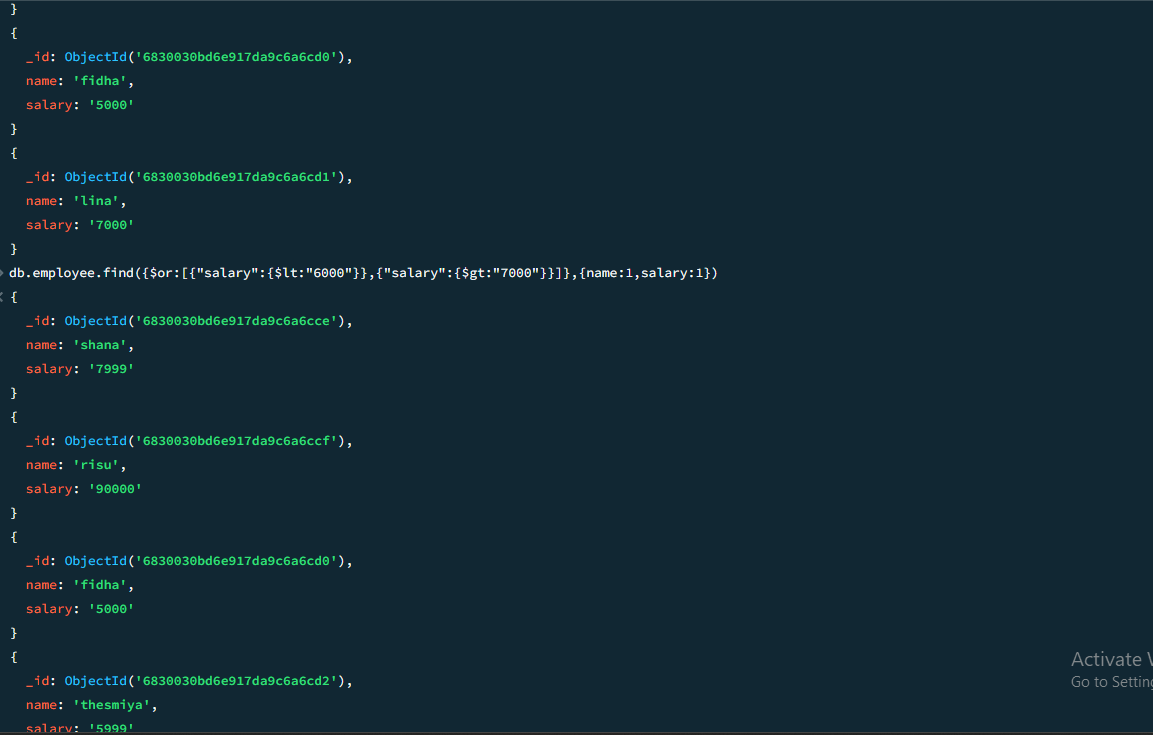 }
{
  _id: ObjectId('6830030bd6e917da9c6a6cd0'),
  name: 'fidha',
  salary: '5000'
}
{
  _id: ObjectId('6830030bd6e917da9c6a6cd1'),
  name: 'lina',
  salary: '7000'
}
db.employee.find({$or:[{"salary":{$lt:"6000"}},{"salary":{$gt:"7000"}}]},{name:1,salary:1})
{
  _id: ObjectId('6830030bd6e917da9c6a6cce'),
  name: 'shana',
  salary: '7999'
}
{
  _id: ObjectId('6830030bd6e917da9c6a6ccf'),
  name: 'risu',
  salary: '90000'
}
{
  _id: ObjectId('6830030bd6e917da9c6a6cd0'),
  name: 'fidha',
  salary: '5000'
}
{
  _id: ObjectId('6830030bd6e917da9c6a6cd2'),
  name: 'thesmiya',
  salary: '5999'
Activate
Go to Setting